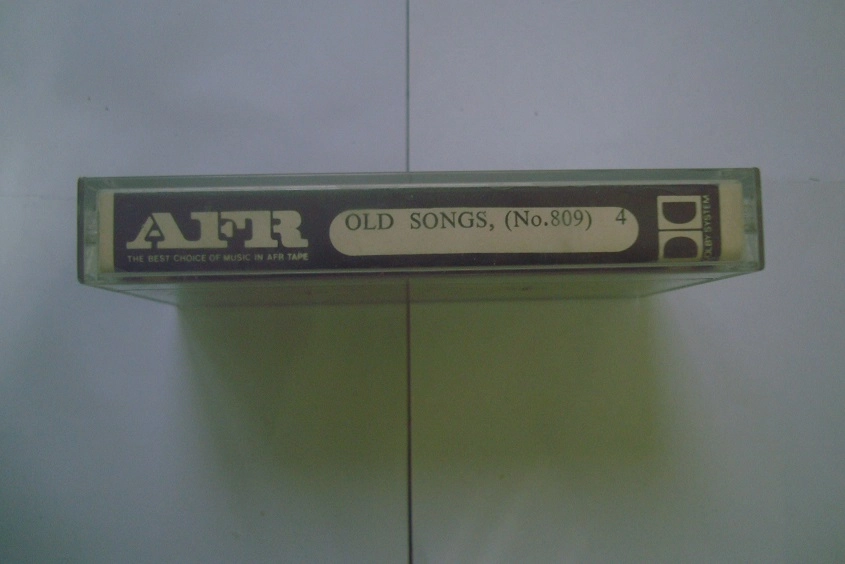 AFR
THE BEST CHOICE OF MUSIC IN AFR TAPE
OLD SONGS, (No.809) 4
DOLBY SYSTEM